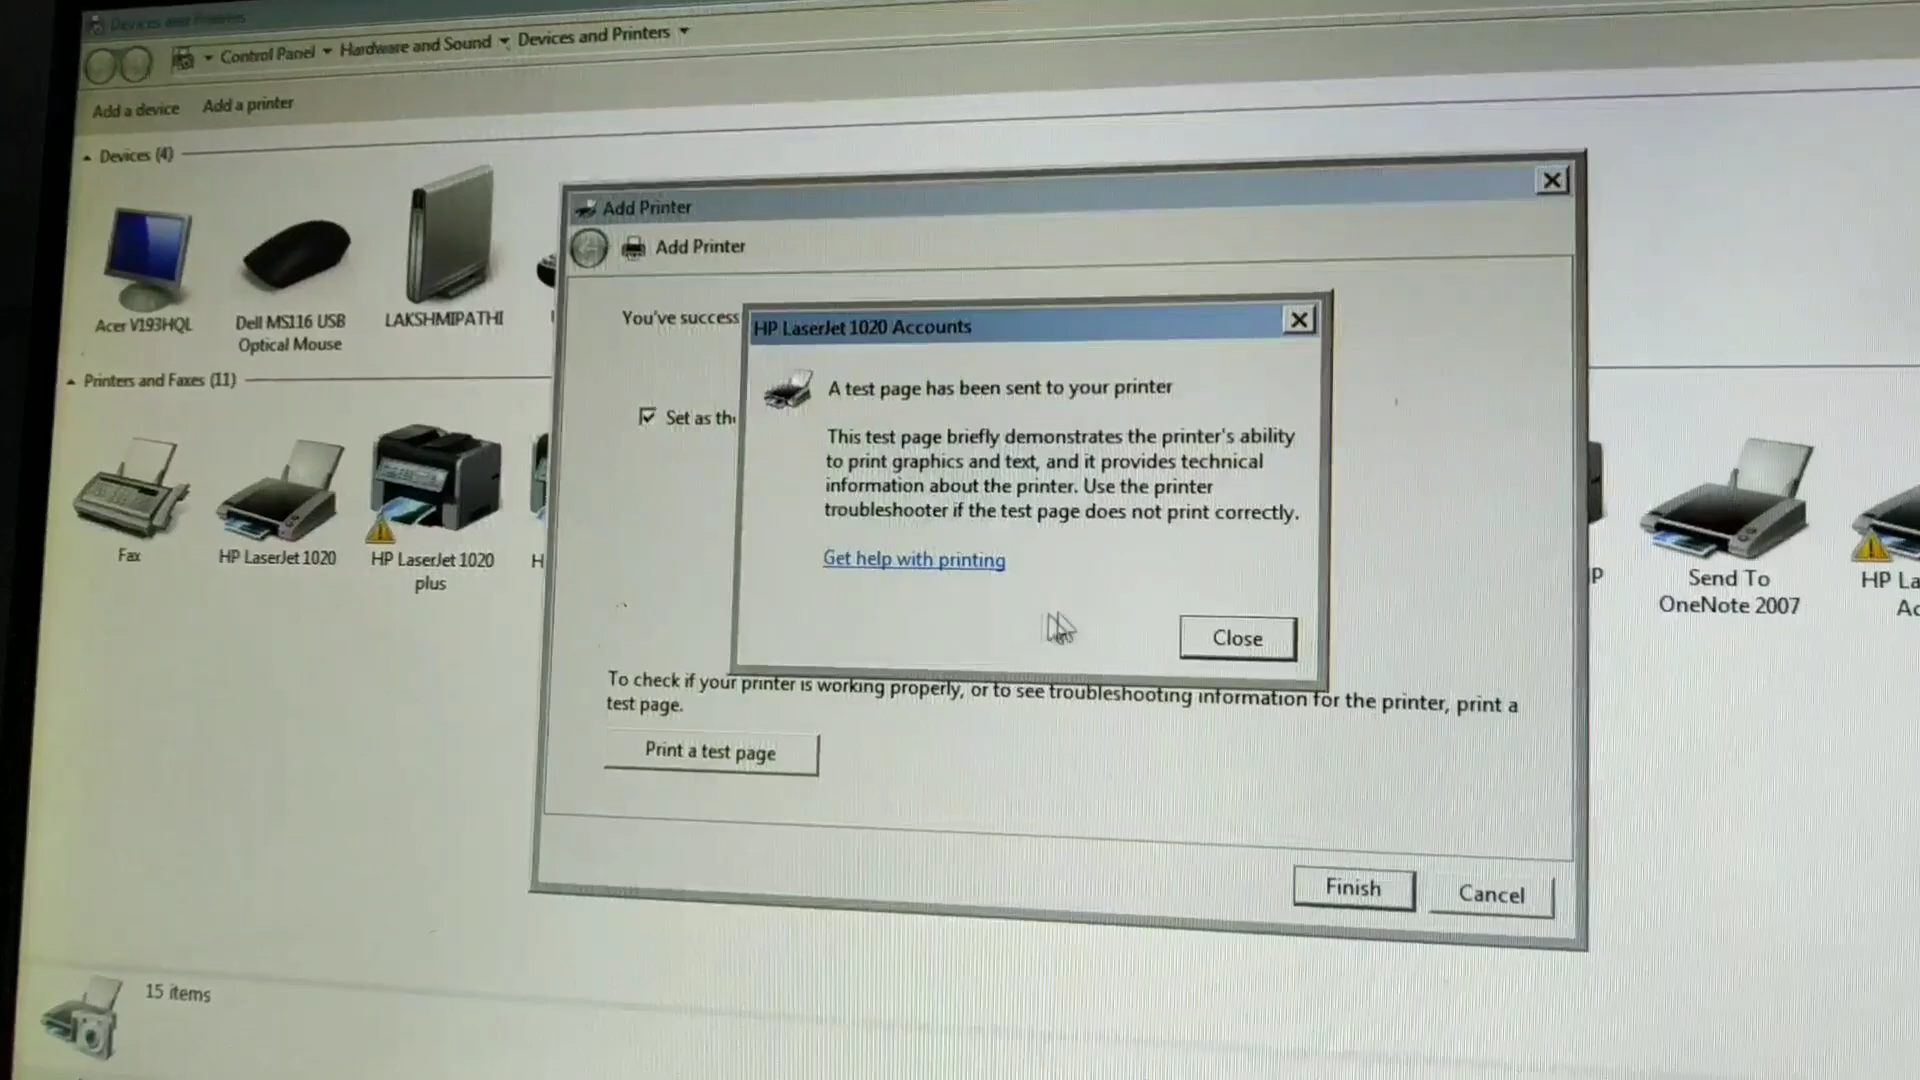 Devices and Printers
Control Panel
Hardware and Sound
Devices and Printers
Add a device
Add a printer
Devices (4)
Acer V193HQL
Dell MS116 USB
Optical Mouse
LAKSHMIPATHI
Printers and Faxes (11)
Fax
HP LaserJet 1020
HP LaserJet 1020
plus
H
P
Send To
OneNote 2007
HP La
Ac
Add Printer
Add Printer
You've success
Set as th
HP LaserJet 1020 Accounts
A test page has been sent to your printer
This test page briefly demonstrates the printer's ability
to print graphics and text, and it provides technical
information about the printer. Use the printer
troubleshooter if the test page does not print correctly.
Get help with printing
Close
To check if your printer is working properly, or to see troubleshooting information for the printer, print a
test page.
Print a test page
Finish
Cancel
15 items